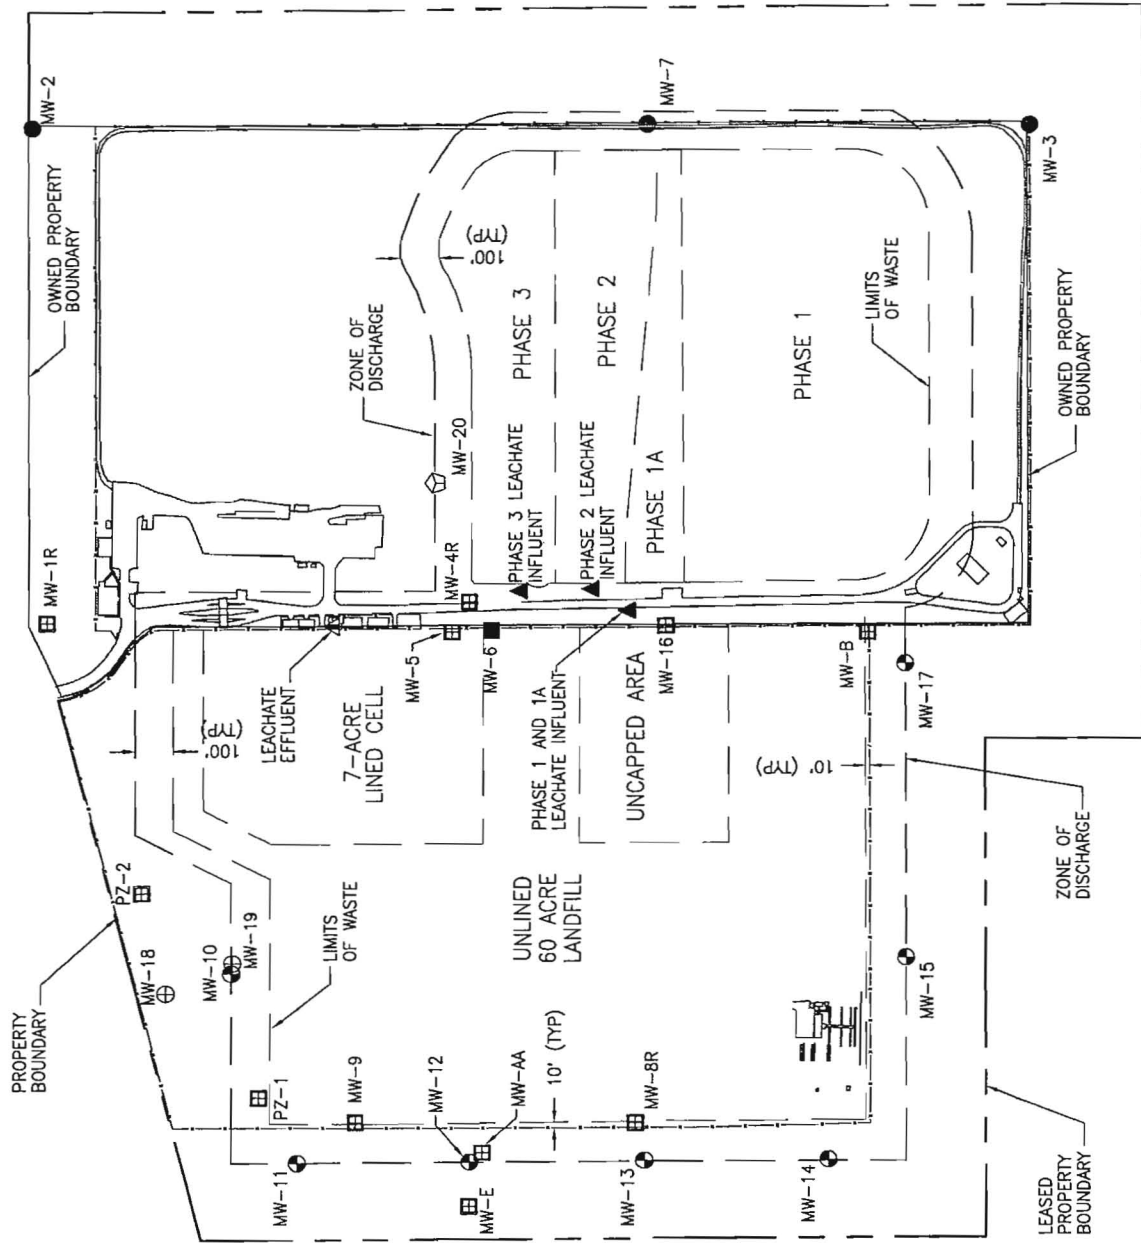 MW-2
OWNED PROPERTY
BOUNDARY
MW-7
MW-3
100'
(TYP)
ZONE OF
DISCHARGE
PHASE 3
PHASE 2
PHASE 1
LIMITS
OF WASTE
OWNED PROPERTY
BOUNDARY
MW-20
PHASE 3 LEACHATE
INFLUENT
PHASE 2 LEACHATE
INFLUENT
PHASE 1A
MW-1R
MW-4R
MW-5
MW-6
MW-16
MW-B
MW-17
LEACHATE
EFFLUENT
100'
(TYP)
7-ACRE
LINED CELL
PHASE 1 AND 1A
LEACHATE INFLUENT
UNCAPPED AREA
10' (TYP)
ZONE OF
DISCHARGE
PZ-2
MW-18
MW-10
MW-19
LIMITS
OF WASTE
UNLINED
60 ACRE
LANDFILL
MW-15
PROPERTY
BOUNDARY
PZ-1
MW-9
MW-12
MW-AA
10' (TYP)
MW-8R
MW-11
MW-E
MW-13
MW-14
LEASED
PROPERTY
BOUNDARY